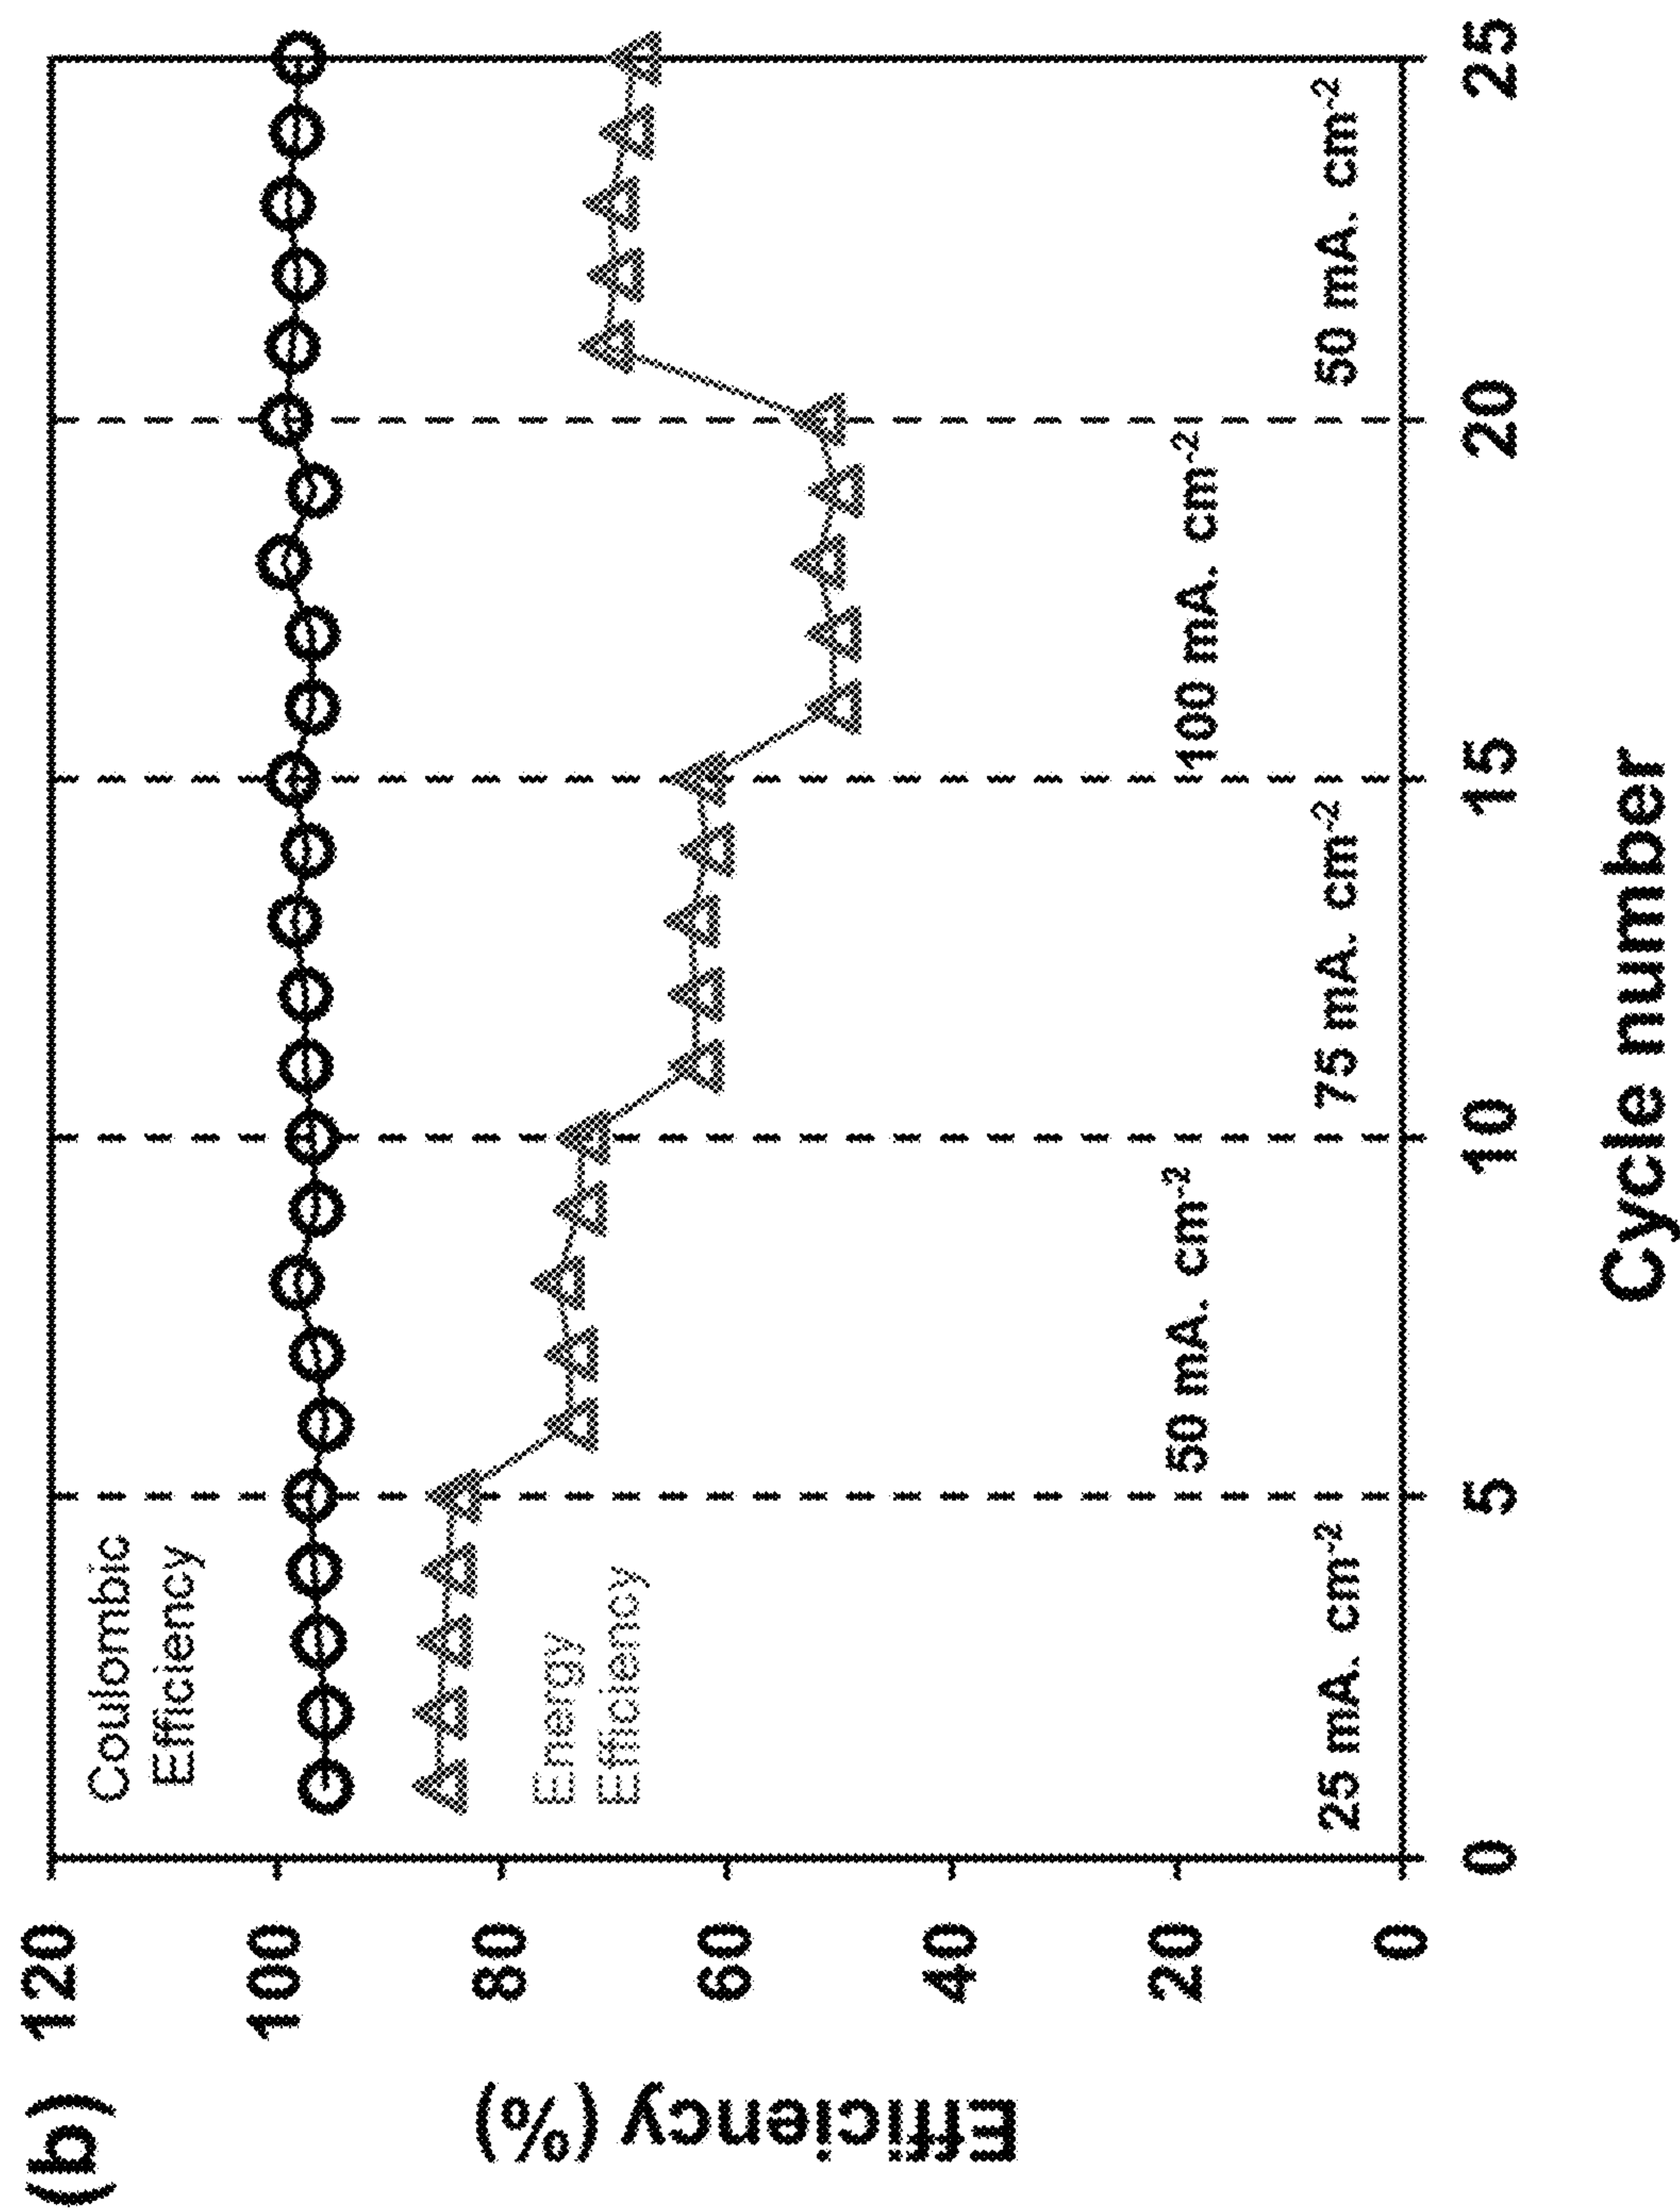 (b)
Efficiency (%)
120
100
80
60
40
20
0
Coulombic
Efficiency
Energy
Efficiency
25 mA. cm-2
50 mA. cm-2
75 mA. cm-2
100 mA. cm-2
50 mA. cm-2
0
5
10
15
20
25
Cycle number